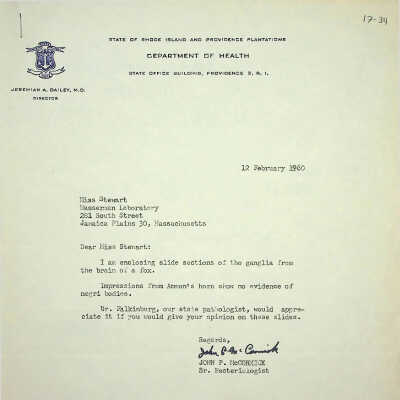 17-34
STATE OF RHODE ISLAND AND PROVIDENCE PLANTATIONS
DEPARTMENT OF HEALTH
STATE OFFICE BUILDING, PROVIDENCE 2, R. I.
JEREMIAH A. DAILEY, M.D.
DIRECTOR
12 February 1960
Miss Stewart
Wasserman Laboratory
281 South Street
Jamaica Plains 30, Massachusetts
Dear Miss Stewart:
I am enclosing slide sections of the ganglia from
the brain of a fox.
Impressions from Ammon's horn show no evidence of
negri bodies.
Dr. Falkinburg, our state pathologist, would appre-
ciate it if you would give your opinion on these slides.
Regards,
John P. McCormick
JOHN P. McCORMICK
Sr. Bacteriologist